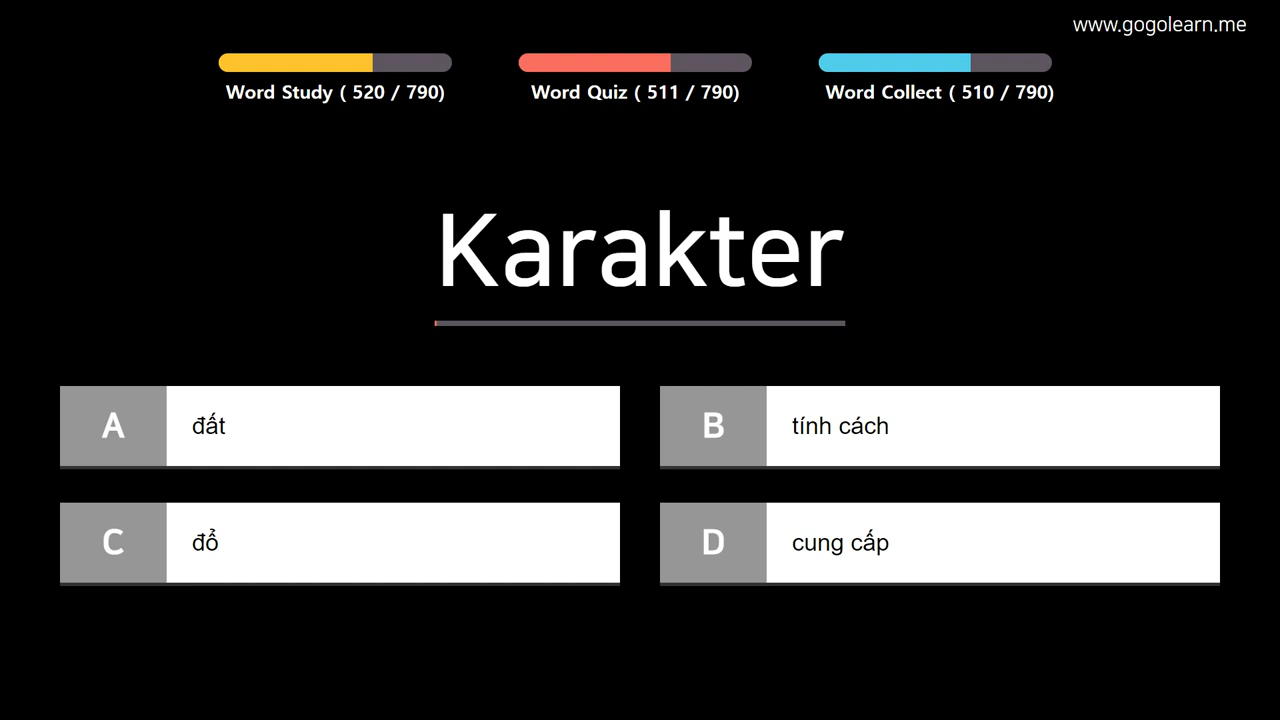 www.gogolearn.me
Word Study ( 520 / 790)
Word Quiz ( 511 / 790)
Word Collect ( 510 / 790)
Karakter
A
đất
B
tính cách
C
đổ
D
cung cấp